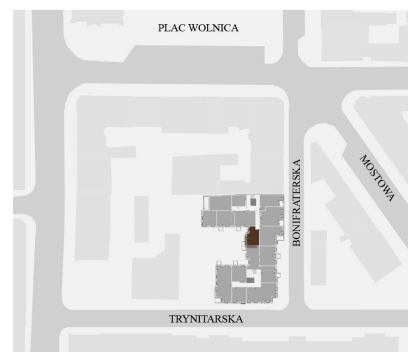 PLAC WOLNICA
BONIFRATERSKA
MOSTOWA
TRYNITARSKA